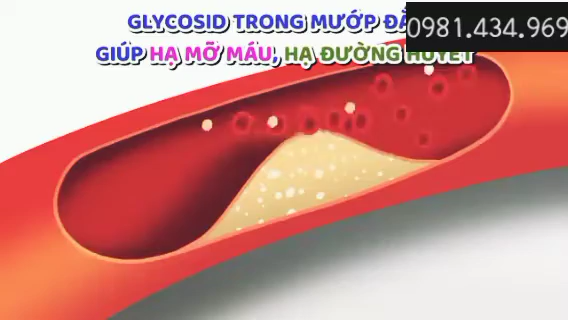 GLYCOSID TRONG MƯỚP
0981.434.969
GIÚP HẠ MỠ MÁU, HẠ ĐƯỜNG HUYẾT